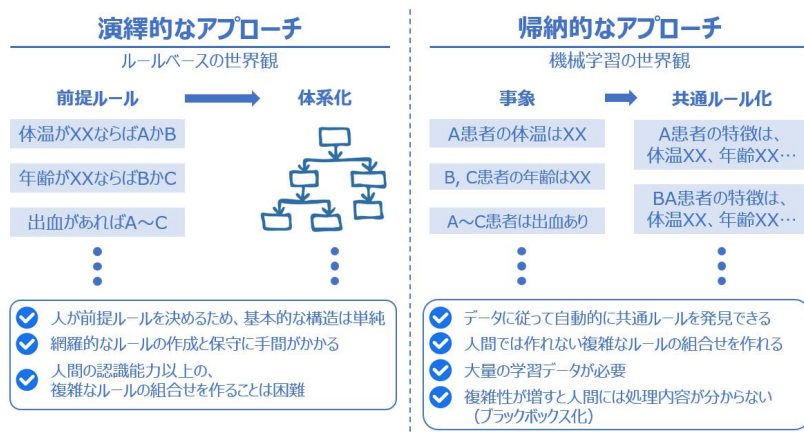 演繹的なアプローチ
ルールベースの世界観
前提ルール
体系化
体温がXXならばAかB
年齢がXXならばBかC
出血があればA～C
人が前提ルールを決めるため、基本的な構造は単純
網羅的なルールの作成と保守に手間がかかる
人間の認識能力以上の、
複雑なルールの組合せを作ることは困難
帰納的なアプローチ
機械学習の世界観
事象
共通ルール化
A患者の体温はXX
B, C患者の年齢はXX
A～C患者は出血あり
A患者の特徴は、
体温XX、年齢XX…
BA患者の特徴は、
体温XX、年齢XX…
データに従って自動的に共通ルールを発見できる
人間では作れない複雑なルールの組合せを作れる
大量の学習データが必要
複雑性が増すと人間には処理内容が分からない
（ブラックボックス化）